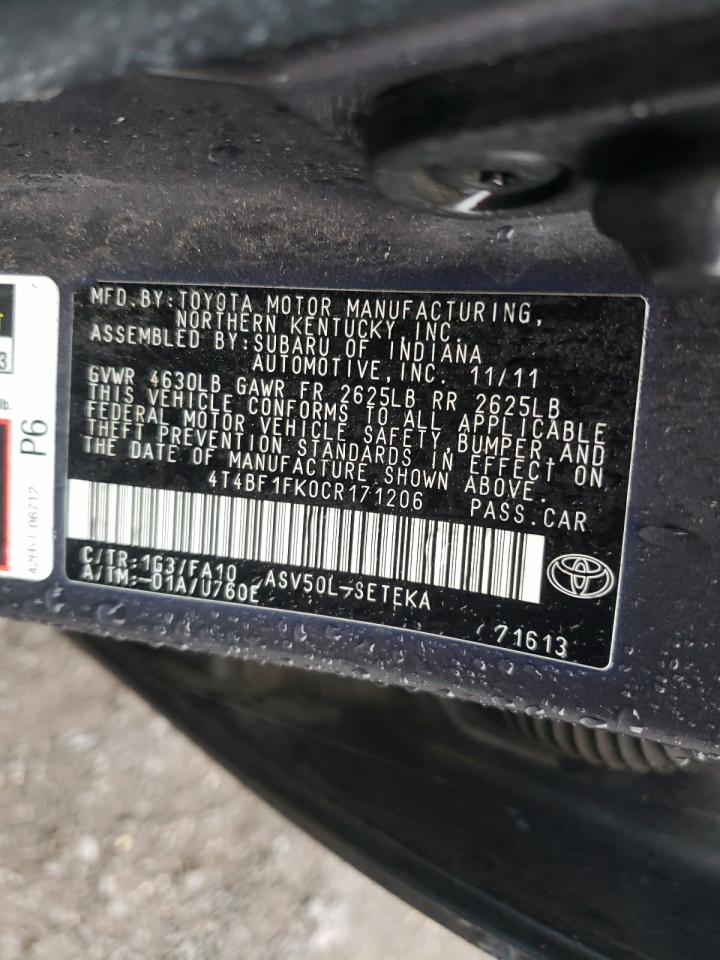 MFD.BY:TOYOTA MOTOR MANUFACTURING,
NORTHERN KENTUCKY INC.
ASSEMBLED BY:SUBARU OF INDIANA
AUTOMOTIVE,INC. 11/11
GVWR 4630LB GAWR FR 2625LB RR 2625LB
THIS VEHICLE CONFORMS TO ALL APPLICABLE
FEDERAL MOTOR VEHICLE SAFETY,BUMPER,AND
THEFT PREVENTION STANDARDS IN EFFECT ON
THE DATE OF MANUFACTURE SHOWN ABOVE.
4T4BF1FK0CR171206 PASS.CAR
C/TR:1G3/FA10 ASV50L-SETEKA
A/TM:-01A/U760E
71613
P6
06712
3
lb.